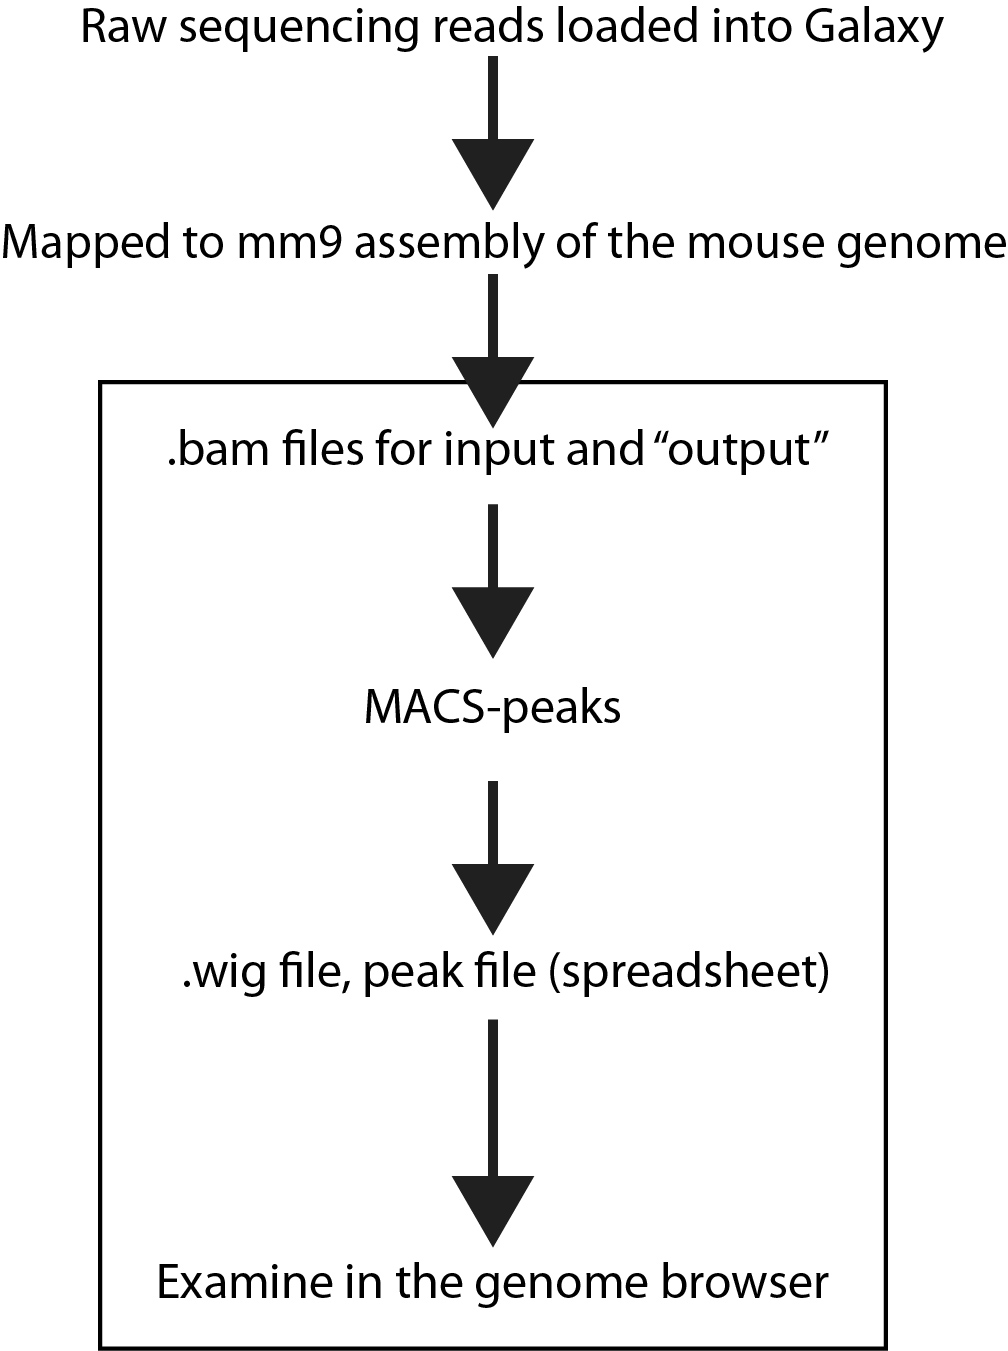 Raw sequencing reads loaded into Galaxy
Mapped to mm9 assembly of the mouse genome
.bam files for input and “output”
MACS-peaks
.wig file, peak file (spreadsheet)
Examine in the genome browser